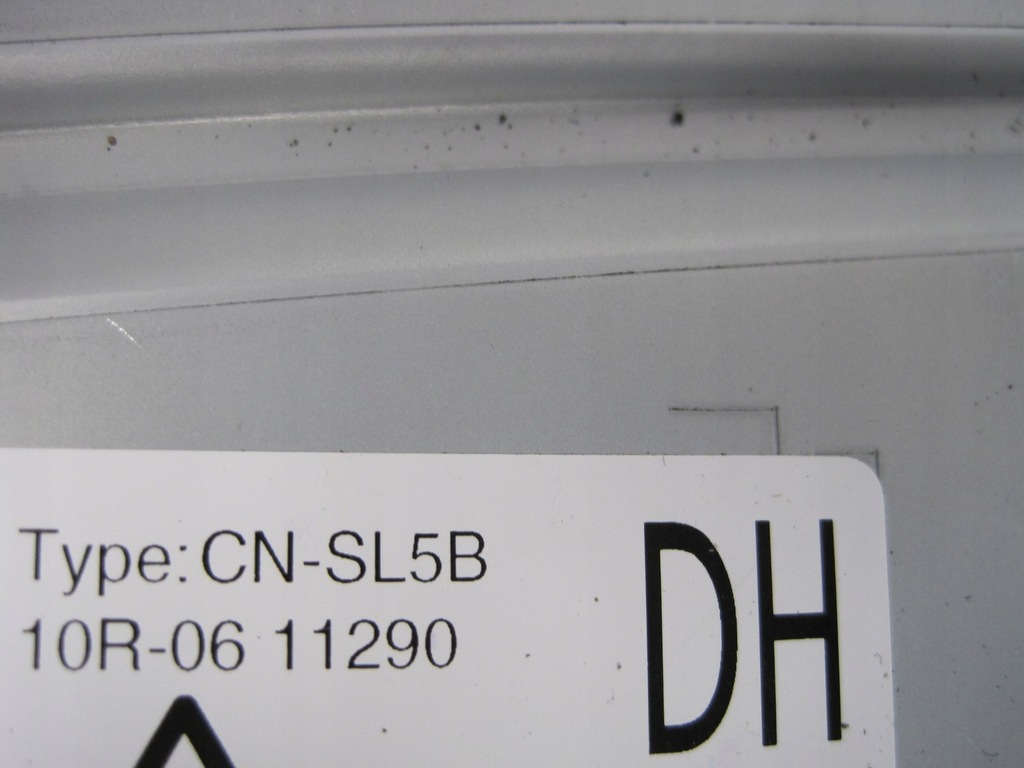 Type: CN-SL5B
10R-06 11290
DH